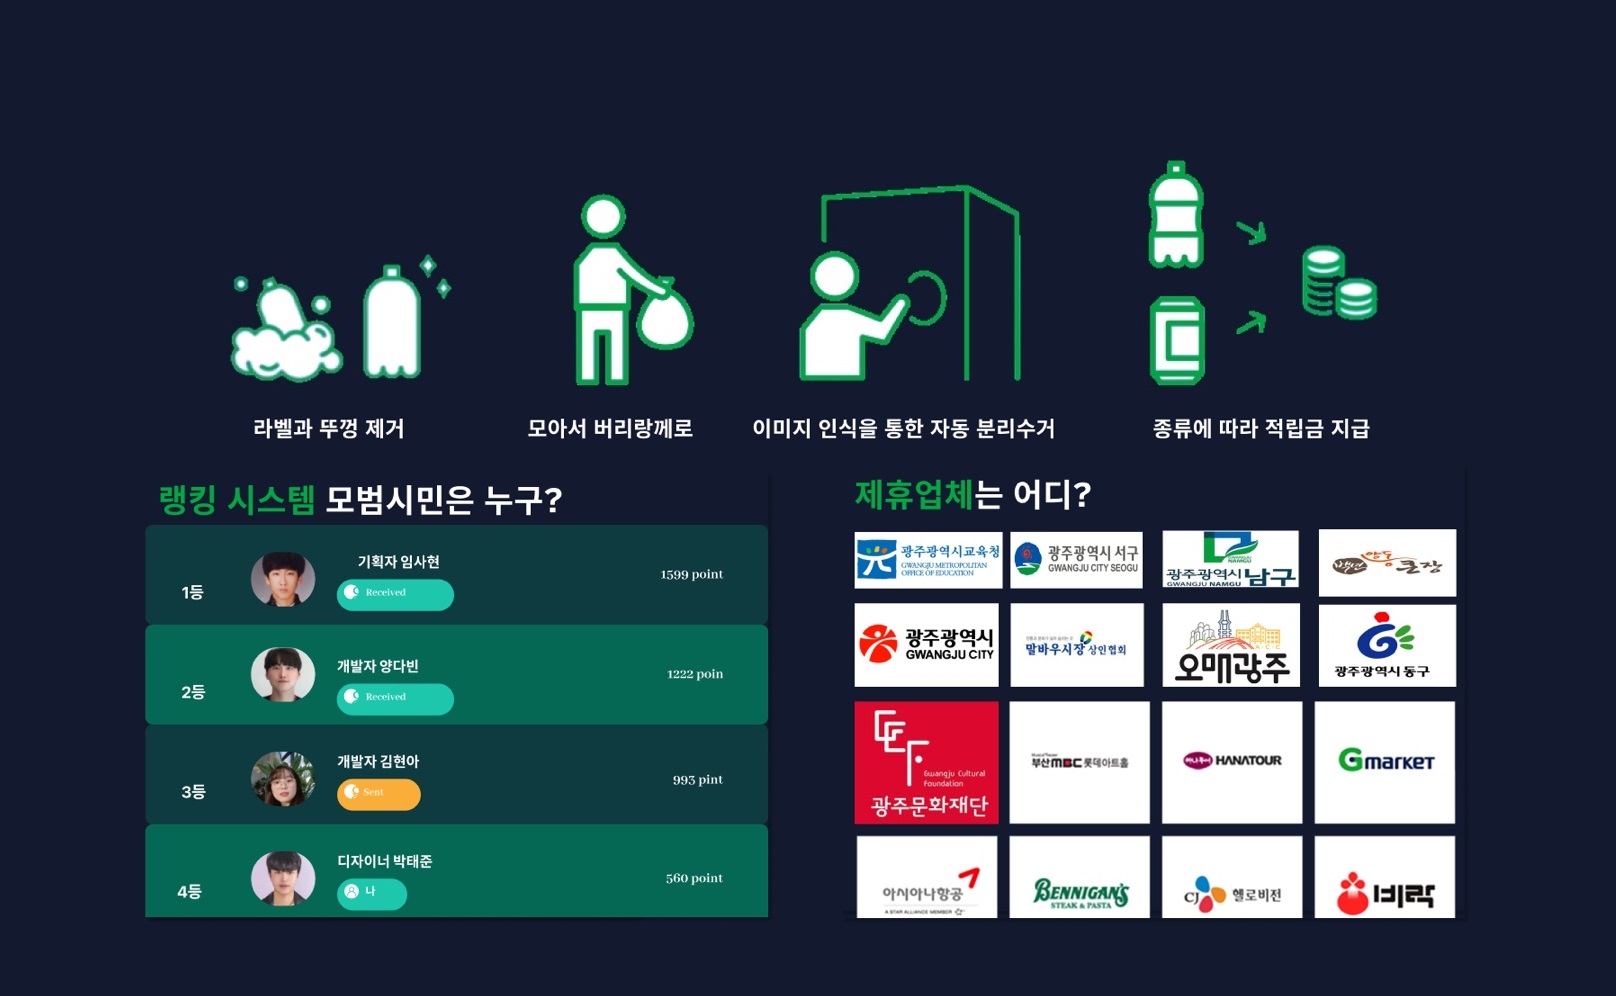 라벨과 뚜껑 제거
모아서 버리랑께로
이미지 인식을 통한 자동 분리수거
종류에 따라 적립금 지급
랭킹 시스템 모범시민은 누구?
1등
기획자 임사현
Received
1599 point
2등
개발자 양다빈
Received
1222 poin
3등
개발자 김현아
Sent
993 pint
4등
디자이너 박태준
나
560 point
제휴업체는 어디?
광주광역시교육청
GWANGJU METROPOLITAN
OFFICE OF EDUCATION
광주광역시 서구
GWANGJU CITY SEOGU
NAMGU
광주광역시 남구
GWANGJU NAMGU
양동
큰장
광주광역시
GWANGJU CITY
말바우시장 상인협회
오매광주
광주광역시 동구
Gwangju Cultural
Foundation
광주문화재단
부산MBC 롯데아트홀
하나투어 HANATOUR
Gmarket
아시아나항공
A STAR ALLIANCE MEMBER
BENNIGAN'S
STEAK & PASTA
CJ 헬로비전
비락